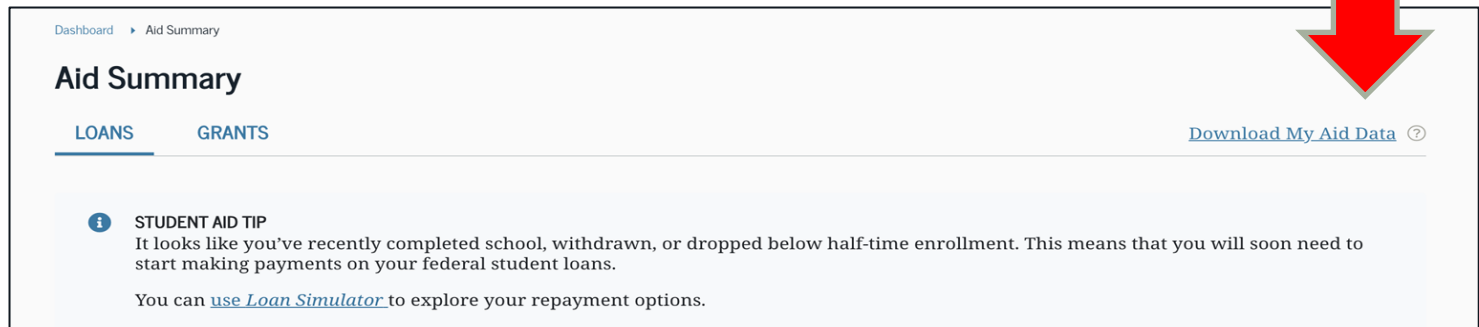 Dashboard Aid Summary
Aid Summary
LOANS GRANTS Download My Aid Data ?
STUDENT AID TIP
It looks like you’ve recently completed school, withdrawn, or dropped below half-time enrollment. This means that you will soon need to
start making payments on your federal student loans.
You can use Loan Simulator to explore your repayment options.